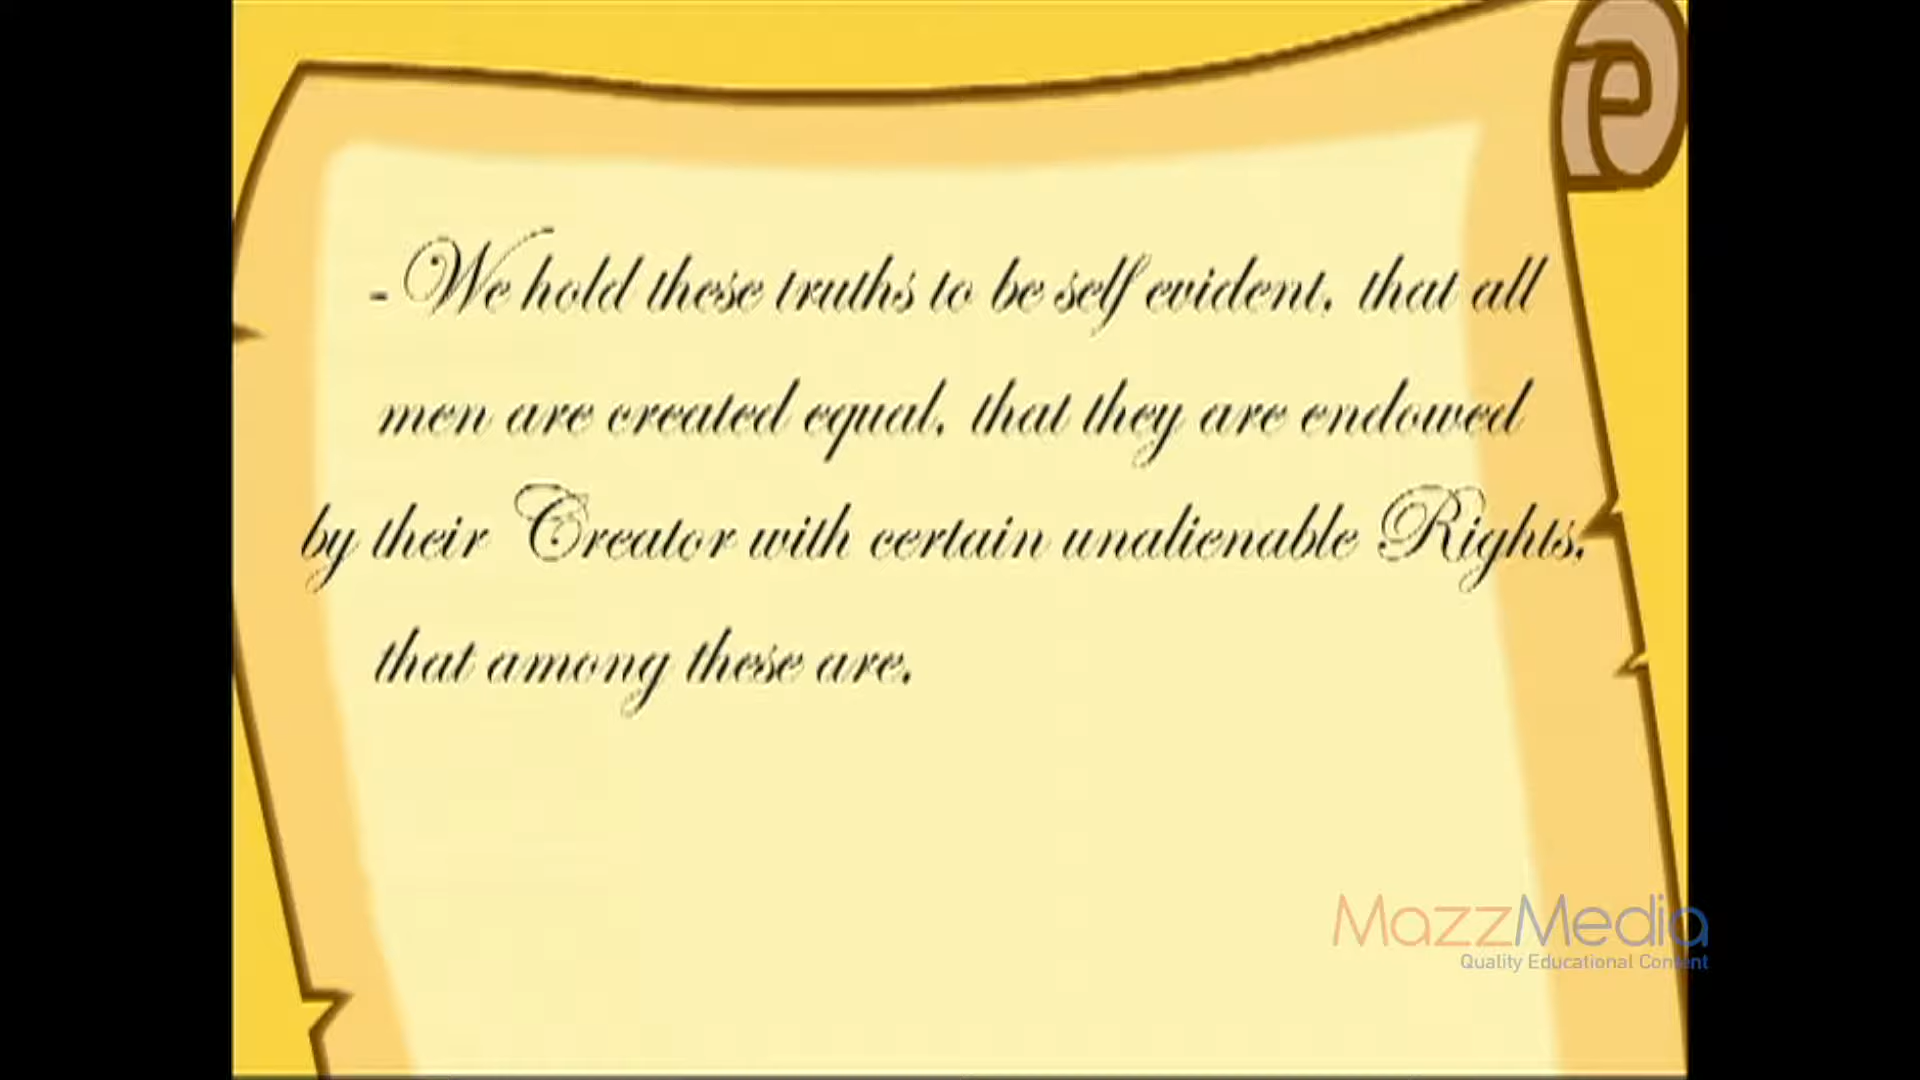 - We hold these truths to be self evident, that all
men are created equal, that they are endowed
by their Creator with certain unalienable Rights,
that among these are,
MazzMedia
Quality Educational Content